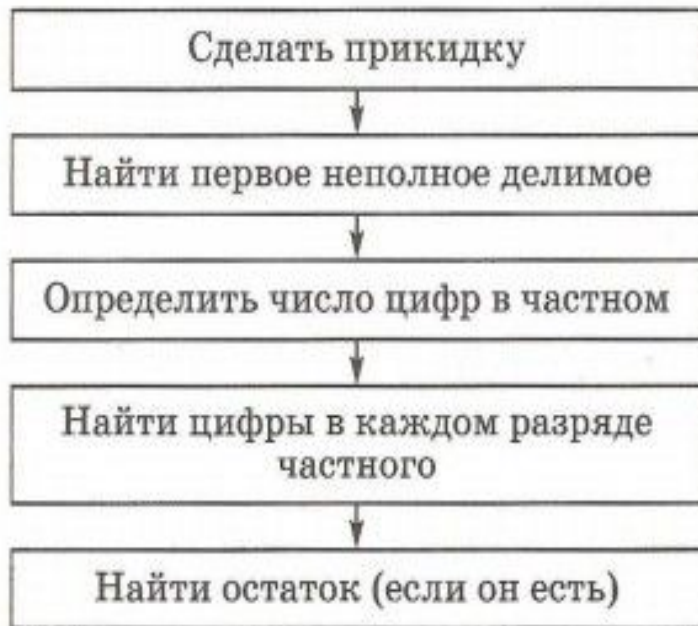 Сделать прикидку
Найти первое неполное делимое
Определить число цифр в частном
Найти цифры в каждом разряде
частного
Найти остаток (если он есть)